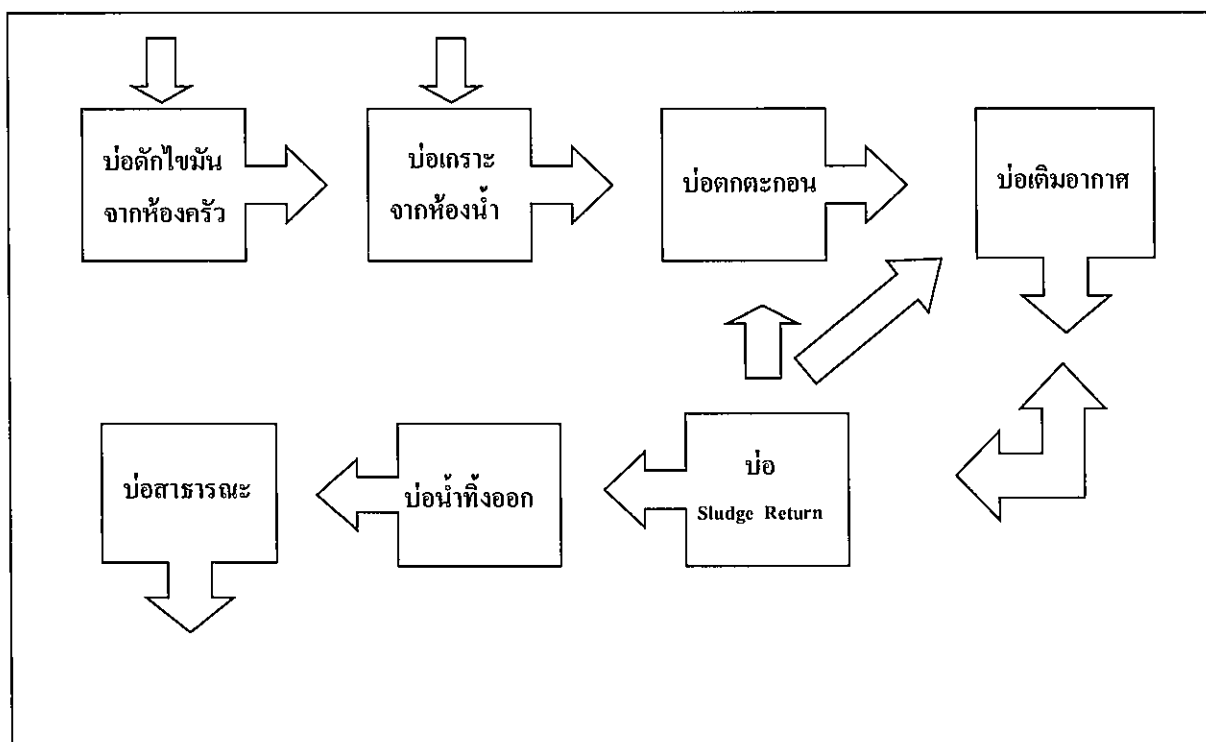 บ่อดักไขมัน
จากห้องครัว
บ่อเกราะ
จากห้องน้ำ
บ่อตกตะกอน
บ่อเติมอากาศ
บ่อสาธารณะ
บ่อน้ำทิ้งออก
บ่อ
Sludge Return